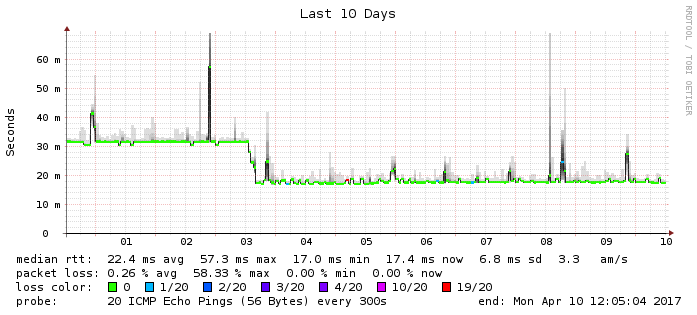 Last 10 Days
RRDTOOL / TOBI OETIKER
Seconds
60 m
50 m
40 m
30 m
20 m
10 m
0
01 02 03 04 05 06 07 08 09 10
median rtt: 22.4 ms avg 57.3 ms max 17.0 ms min 17.4 ms now 6.8 ms sd 3.3 am/s
packet loss: 0.26 % avg 58.33 % max 0.00 % min 0.00 % now
loss color: 0 1/20 2/20 3/20 4/20 10/20 19/20
probe: 20 ICMP Echo Pings (56 Bytes) every 300s end: Mon Apr 10 12:05:04 2017